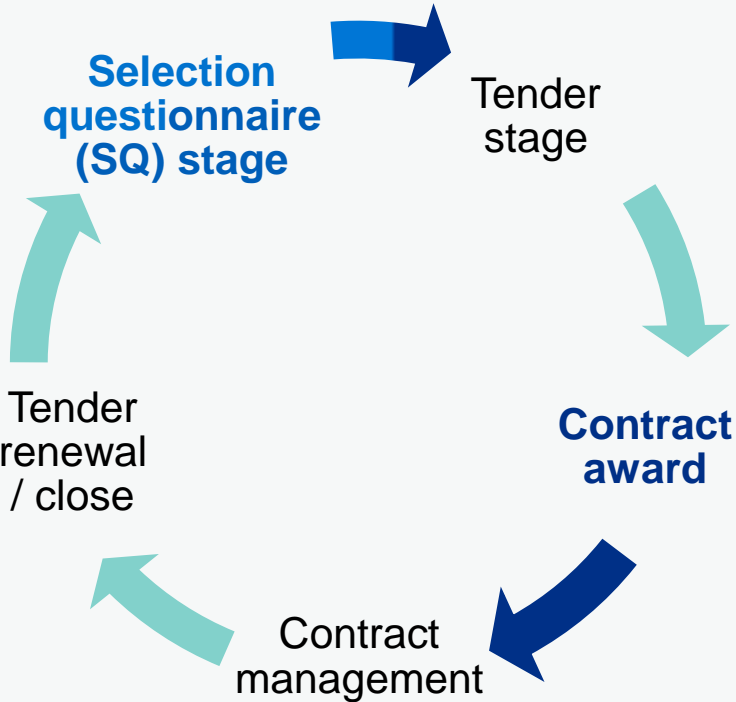 Selection
questionnaire
(SQ) stage
Tender
stage
Contract
award
Contract
management
Tender
renewal
/ close